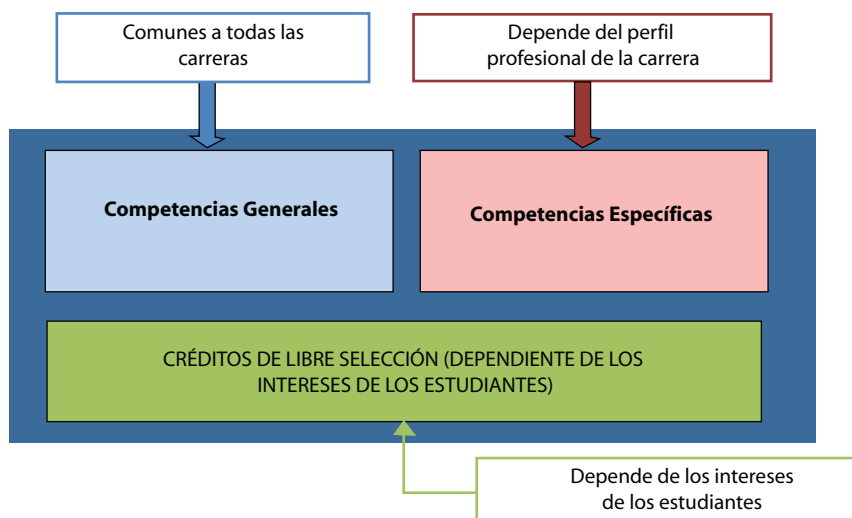 Comunes a todas las
carreras
Depende del perfil
profesional de la carrera
Competencias Generales
Competencias Específicas
CRÉDITOS DE LIBRE SELECCIÓN (DEPENDIENTE DE LOS
INTERESES DE LOS ESTUDIANTES)
Depende de los intereses
de los estudiantes